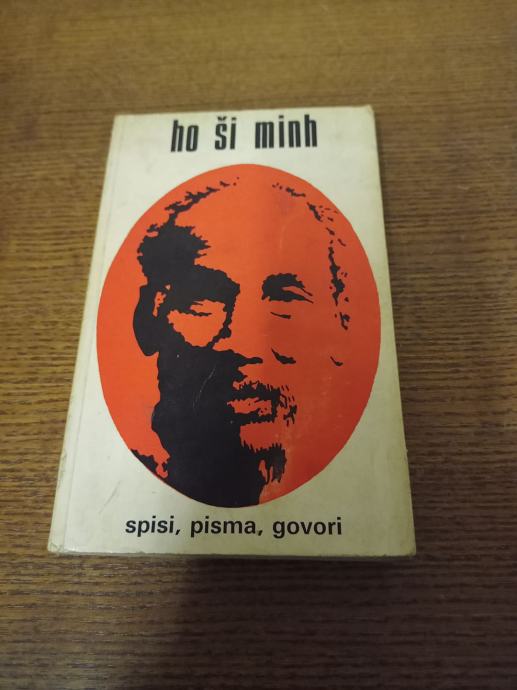 ho ši minh
spisi, pisma, govori